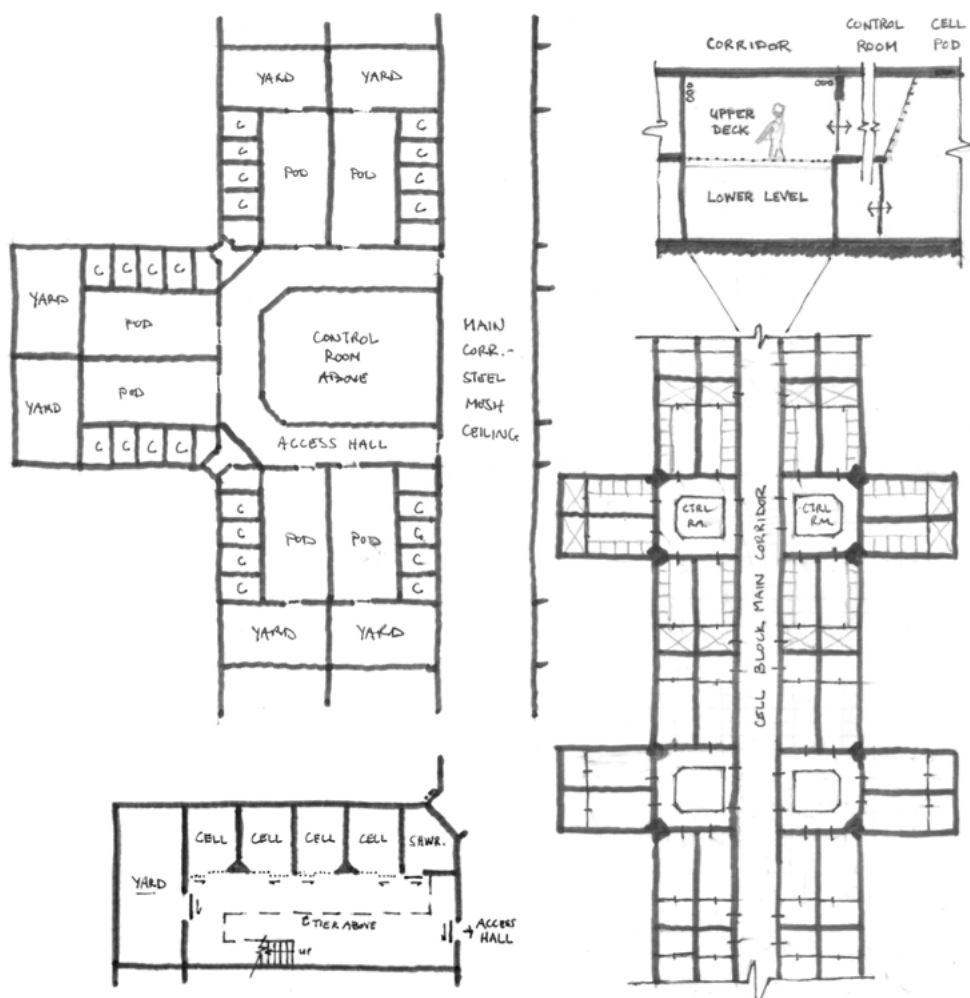 YARD
YARD
C
C
C
C
POD
POD
C
C
C
C
C
C
C
C
YARD
POD
CONTROL
ROOM
ABOVE
MAIN
CORR.-
STEEL
MESH
CEILING
YARD
POD
C
C
C
C
ACCESS HALL
C
C
C
C
POD
POD
C
C
C
C
YARD
YARD
CORRIDOR
CONTROL
ROOM
CELL
POD
UPPER
DECK
LOWER LEVEL
CTRL
RM.
CTRL
RM.
CELL BLOCK MAIN CORRIDOR
CELL
CELL
CELL
CELL
SHWR.
YARD
TIER ABOVE
UP
ACCESS
HALL